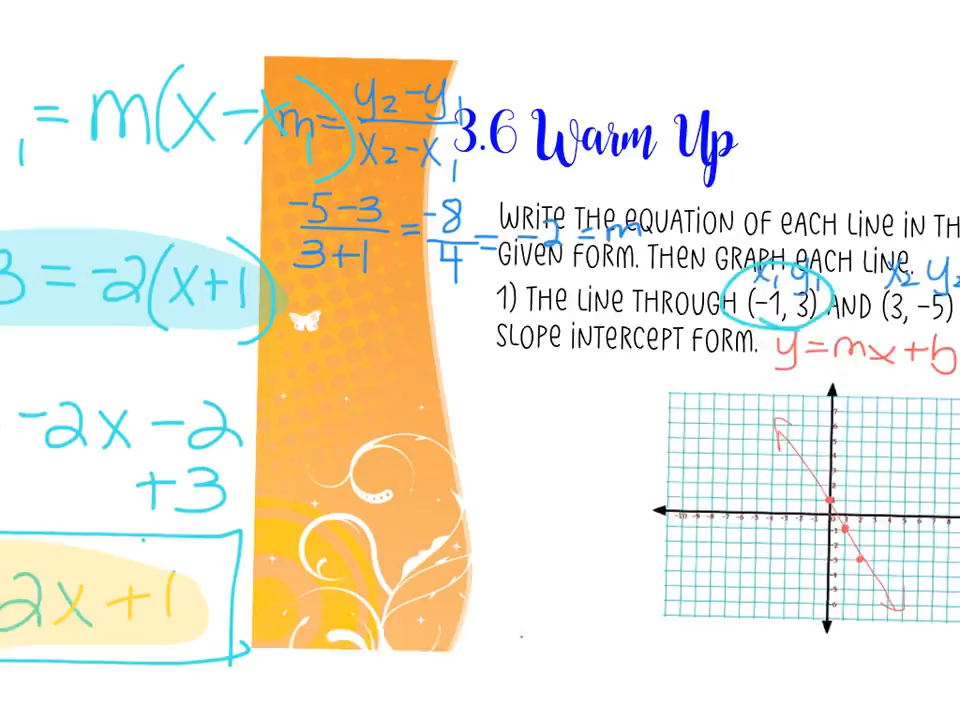 1 = m(x - x1)
m = y2 - y1 / x2 - x1
3.6 Warm Up
-5 - 3 / 3 + 1 = -8 / 4 = -2 = m
WRITE THE EQUATION OF EACH LINE IN TH
GIVEN FORM. THEN GRAPH EACH LINE.
x1 y1 x2 y2
1) THE LINE THROUGH (-1, 3) AND (3, -5)
SLOPE INTERCEPT FORM. y = mx + b
3 = -2(x+1)
-2x - 2
+3
2x + 1